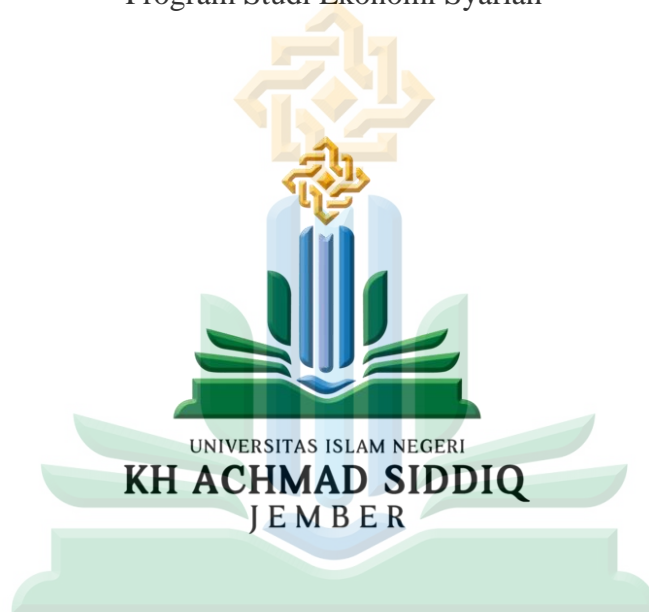 Program Studi Ekonomi Syariah
UNIVERSITAS ISLAM NEGERI
KH ACHMAD SIDDIQ
JEMBER